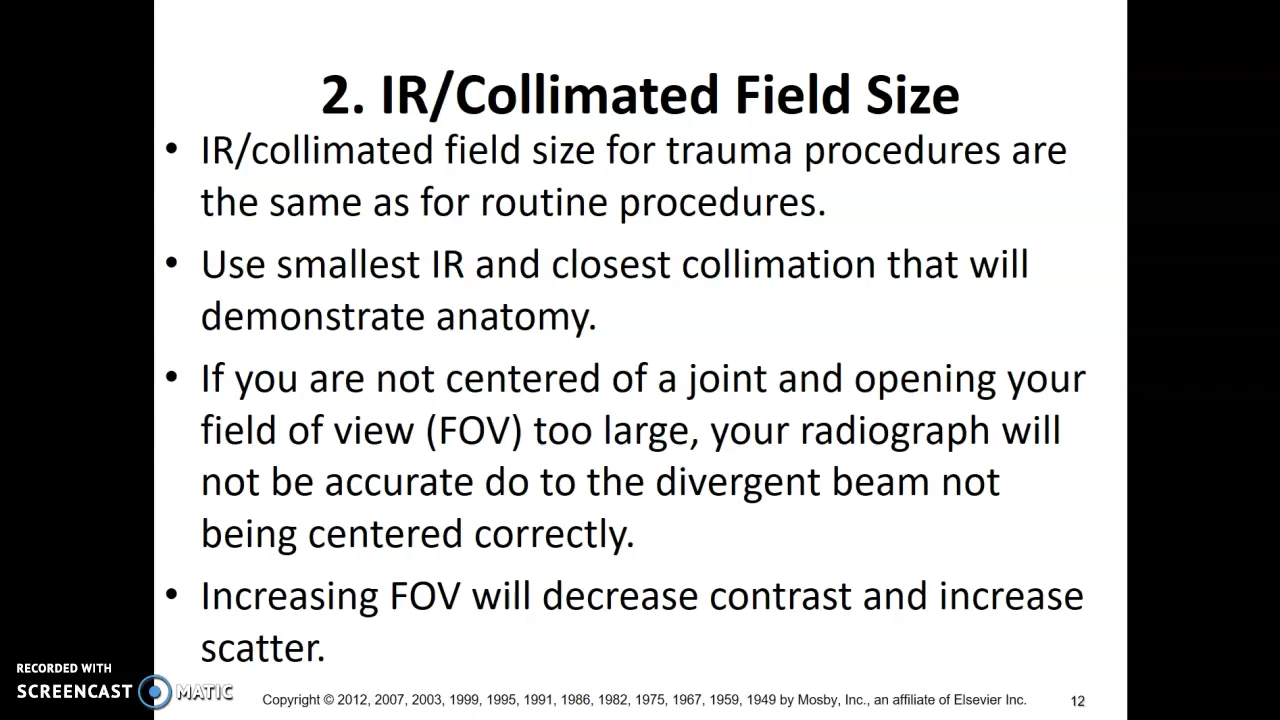 2. IR/Collimated Field Size
• IR/collimated field size for trauma procedures are
the same as for routine procedures.
• Use smallest IR and closest collimation that will
demonstrate anatomy.
• If you are not centered of a joint and opening your
field of view (FOV) too large, your radiograph will
not be accurate do to the divergent beam not
being centered correctly.
• Increasing FOV will decrease contrast and increase
scatter.
RECORDED WITH
SCREENCAST MATIC
Copyright © 2012, 2007, 2003, 1999, 1995, 1991, 1986, 1982, 1975, 1967, 1959, 1949 by Mosby, Inc., an affiliate of Elsevier Inc.
12